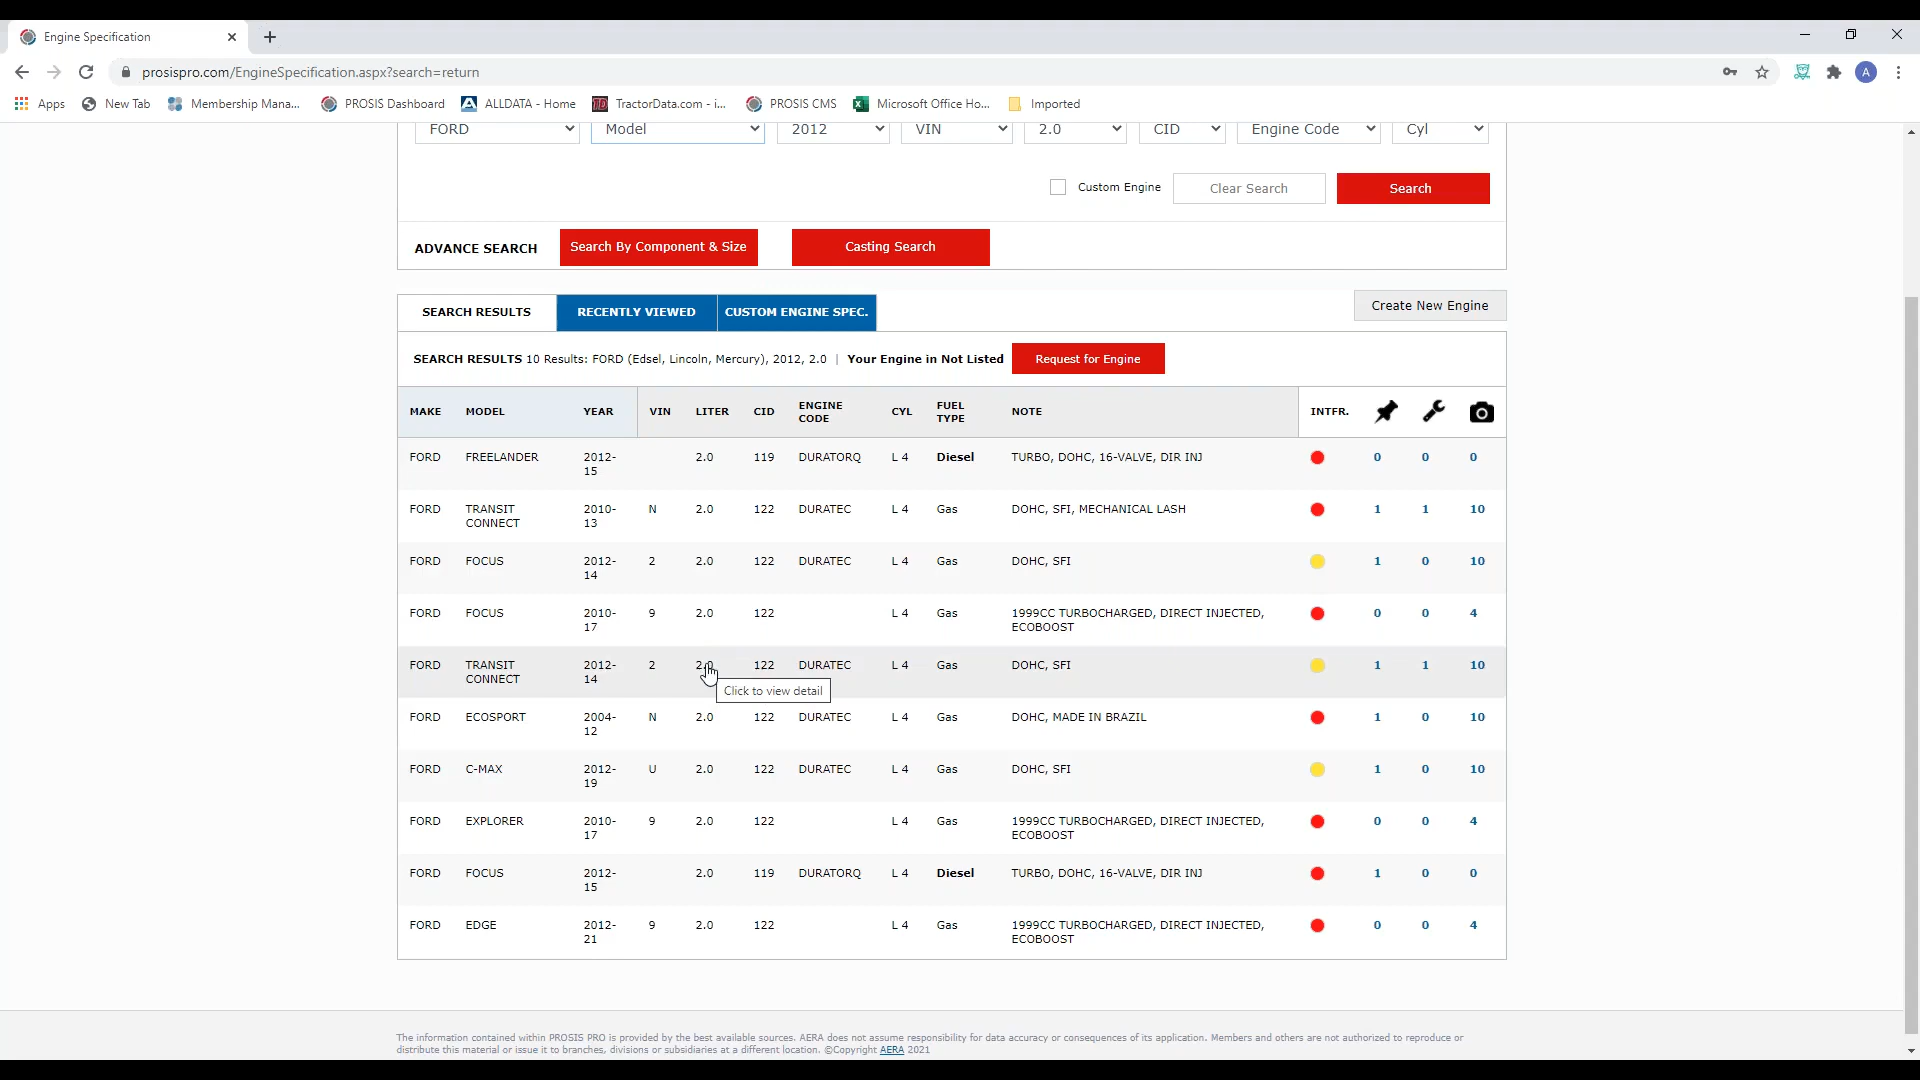 Engine Specification
prosispro.com/EngineSpecification.aspx?search=return
A
Apps New Tab Membership Mana... PROSIS Dashboard ALLDATA - Home TractorData.com - i... PROSIS CMS Microsoft Office Ho... Imported
FORD Model 2012 VIN 2.0 CID Engine Code Cyl
Custom Engine Clear Search Search
ADVANCE SEARCH Search By Component & Size Casting Search
SEARCH RESULTS RECENTLY VIEWED CUSTOM ENGINE SPEC. Create New Engine
SEARCH RESULTS 10 Results: FORD (Edsel, Lincoln, Mercury), 2012, 2.0 | Your Engine in Not Listed Request for Engine
MAKE MODEL YEAR VIN LITER CID ENGINE CODE CYL FUEL TYPE NOTE INTFR.
FORD FREELANDER 2012-15 2.0 119 DURATORQ L 4 Diesel TURBO, DOHC, 16-VALVE, DIR INJ 0 0 0
FORD TRANSIT CONNECT 2010-13 N 2.0 122 DURATEC L 4 Gas DOHC, SFI, MECHANICAL LASH 1 1 10
FORD FOCUS 2012-14 2 2.0 122 DURATEC L 4 Gas DOHC, SFI 1 0 10
FORD FOCUS 2010-17 9 2.0 122 L 4 Gas 1999CC TURBOCHARGED, DIRECT INJECTED, ECOBOOST 0 0 4
FORD TRANSIT CONNECT 2012-14 2 2.0 122 DURATEC L 4 Gas DOHC, SFI 1 1 10
Click to view detail
FORD ECOSPORT 2004-12 N 2.0 122 DURATEC L 4 Gas DOHC, MADE IN BRAZIL 1 0 10
FORD C-MAX 2012-19 U 2.0 122 DURATEC L 4 Gas DOHC, SFI 1 0 10
FORD EXPLORER 2010-17 9 2.0 122 L 4 Gas 1999CC TURBOCHARGED, DIRECT INJECTED, ECOBOOST 0 0 4
FORD FOCUS 2012-15 2.0 119 DURATORQ L 4 Diesel TURBO, DOHC, 16-VALVE, DIR INJ 1 0 0
FORD EDGE 2012-21 9 2.0 122 L 4 Gas 1999CC TURBOCHARGED, DIRECT INJECTED, ECOBOOST 0 0 4
The information contained within PROSIS PRO is provided by the best available sources. AERA does not assume responsibility for data accuracy or consequences of its application. Members and others are not authorized to reproduce or
distribute this material or issue it to branches, divisions or subsidiaries at a different location. ©Copyright AERA 2021